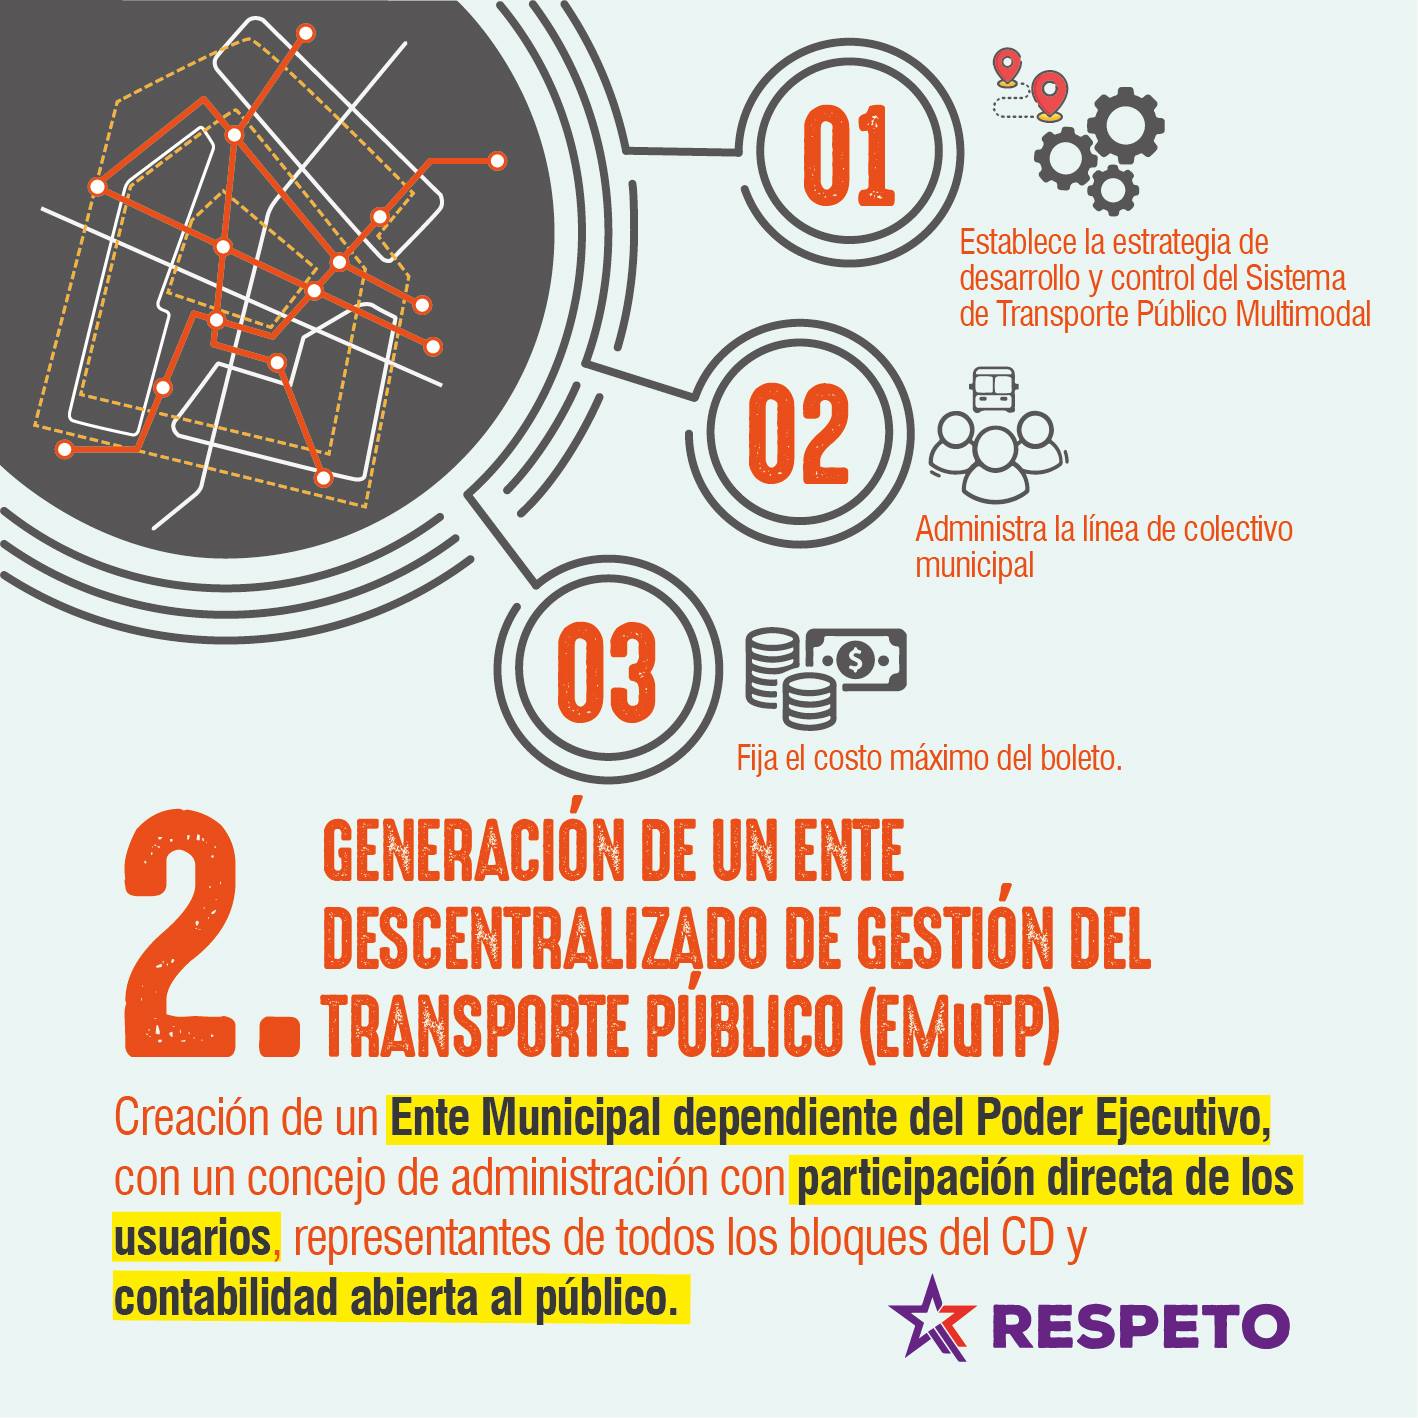 01
Establece la estrategia de
desarrollo y control del Sistema
de Transporte Público Multimodal
02
Administra la línea de colectivo
municipal
03
$
Fija el costo máximo del boleto.
2.
GENERACIÓN DE UN ENTE
DESCENTRALIZADO DE GESTIÓN DEL
TRANSPORTE PÚBLICO (EMuTP)
Creación de un Ente Municipal dependiente del Poder Ejecutivo,
con un concejo de administración con participación directa de los
usuarios, representantes de todos los bloques del CD y
contabilidad abierta al público.
RESPETO